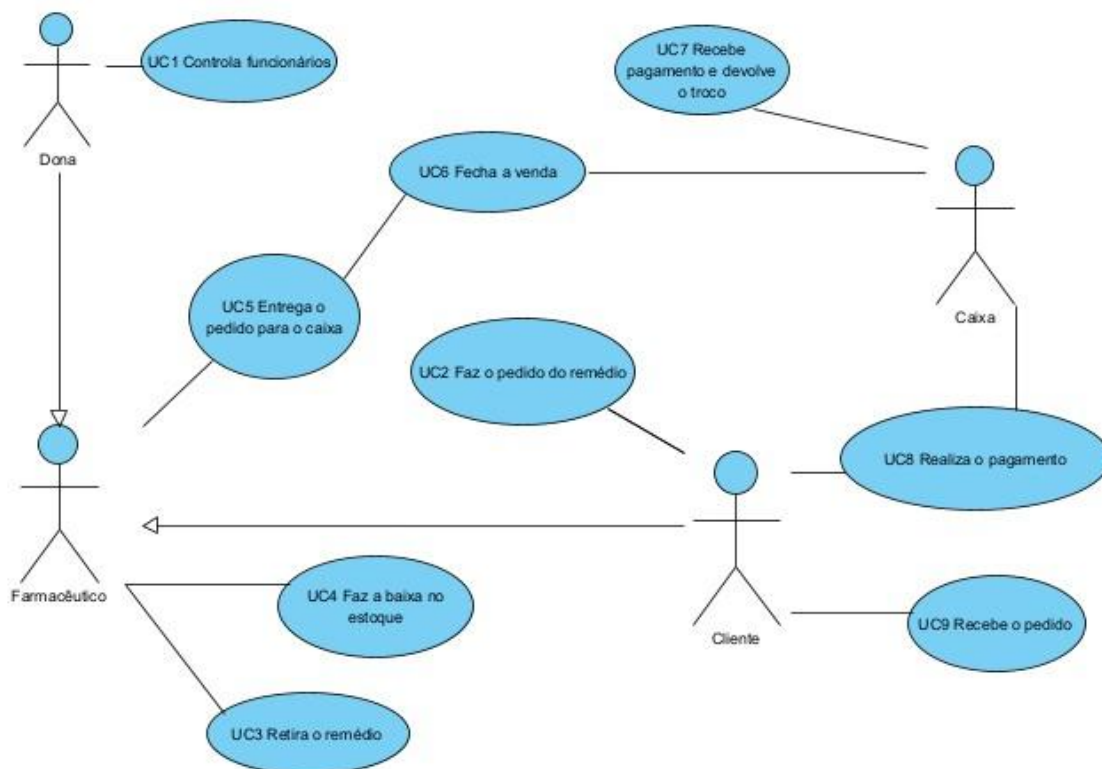 UC1 Controla funcionários
Dona
UC7 Recebe
pagamento e devolve
o troco
UC6 Fecha a venda
Caixa
UC5 Entrega o
pedido para o caixa
UC2 Faz o pedido do remédio
UC8 Realiza o pagamento
Farmacêutico
UC4 Faz a baixa no
estoque
Cliente
UC9 Recebe o pedido
UC3 Retira o remédio